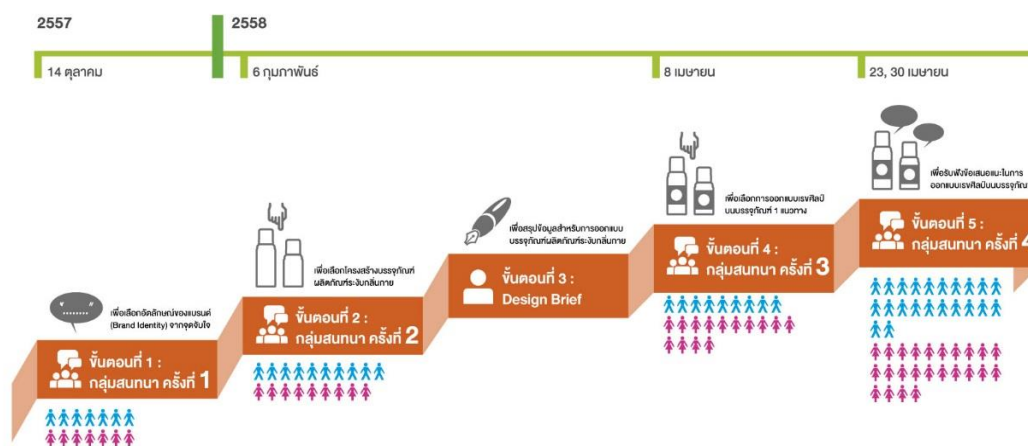 2557
2558
14 ตุลาคม
6 กุมภาพันธ์
8 เมษายน
23, 30 เมษายน
เพื่อเลือกอัตลักษณ์ของแบรนด์
(Brand Identity) จากจุดจับใจ
ขั้นตอนที่ 1 :
กลุ่มสนทนา ครั้งที่ 1
เพื่อเลือกโครงสร้างบรรจุภัณฑ์
ผลิตภัณฑ์ระงับกลิ่นกาย
ขั้นตอนที่ 2 :
กลุ่มสนทนา ครั้งที่ 2
เพื่อสรุปข้อมูลสำหรับการออกแบบ
บรรจุภัณฑ์ผลิตภัณฑ์ระงับกลิ่นกาย
ขั้นตอนที่ 3 :
Design Brief
เพื่อเลือกการออกแบบเรขศิลป์
บนบรรจุภัณฑ์ 1 แนวทาง
ขั้นตอนที่ 4 :
กลุ่มสนทนา ครั้งที่ 3
เพื่อรับฟังข้อเสนอแนะในการ
ออกแบบเรขศิลป์บนบรรจุภัณ
ขั้นตอนที่ 5 :
กลุ่มสนทนา ครั้งที่ 4